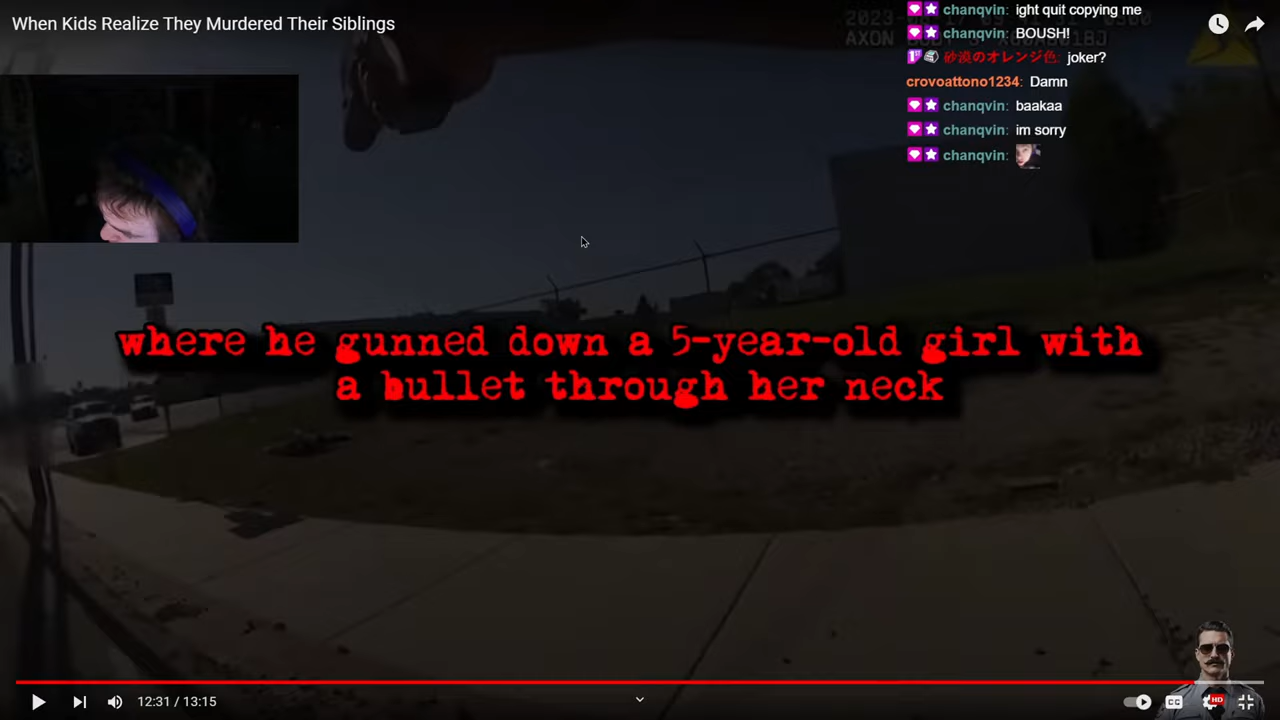 When Kids Realize They Murdered Their Siblings
chanqvin: ight quit copying me
chanqvin: BOUSH!
砂漠のオレンジ色: joker?
crovoattono1234: Damn
chanqvin: baakaa
chanqvin: im sorry
chanqvin:
where he gunned down a 5-year-old girl with
a bullet through her neck
12:31 / 13:15
CC
HD